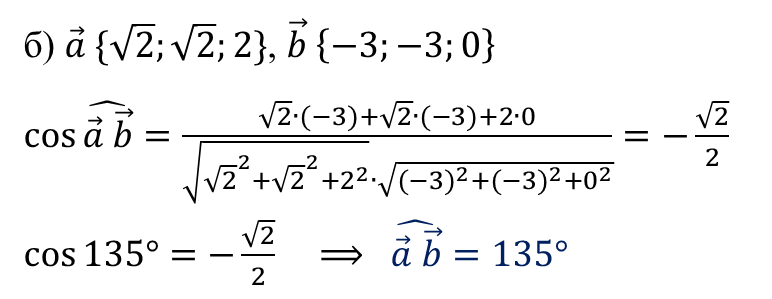 б) a⃗ {√2; √2; 2}, b⃗ {−3; −3; 0}
cos a⃗ b⃗ = (√2·(−3)+√2·(−3)+2·0) / (√(√2²+√2²+2²)·√((−3)²+(−3)²+0²)) = −√2/2
cos 135° = −√2/2 ⟹ a⃗ b⃗ = 135°